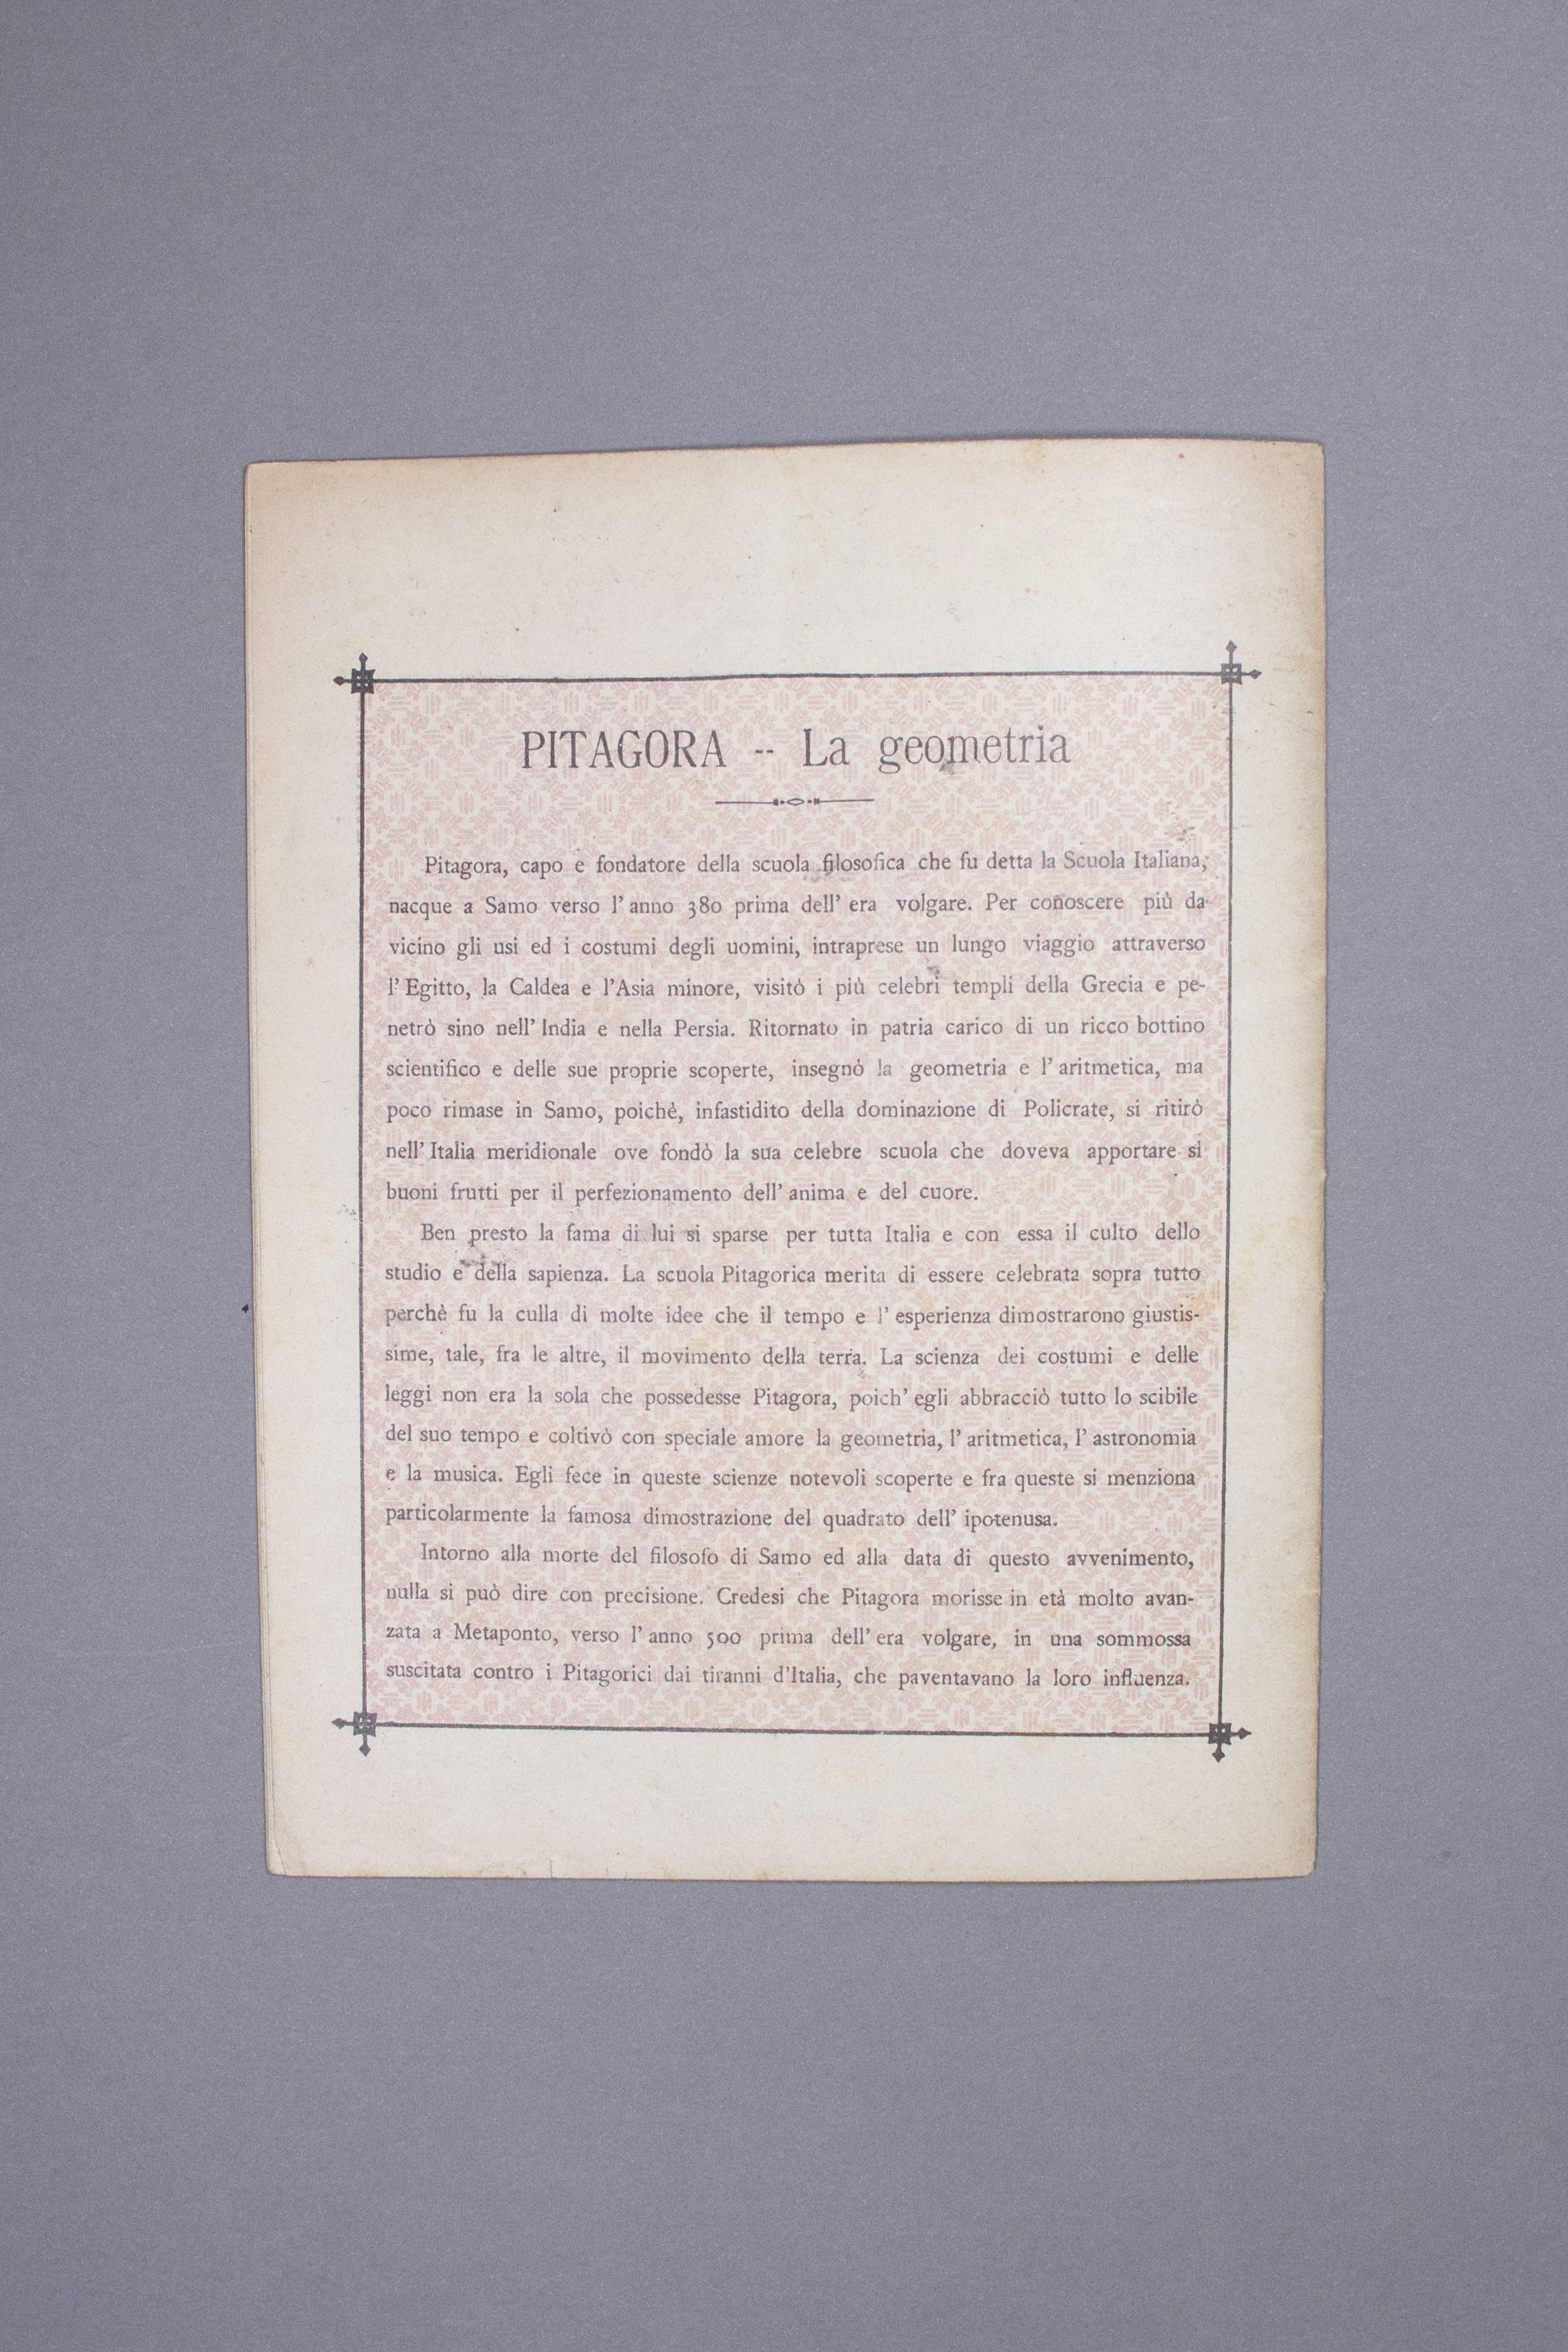 PITAGORA -- La geometria
Pitagora, capo e fondatore della scuola filosofica che fu detta la Scuola Italiana,
nacque a Samo verso l' anno 380 prima dell' era volgare. Per conoscere più da
vicino gli usi ed i costumi degli uomini, intraprese un lungo viaggio attraverso
l' Egitto, la Caldea e l'Asia minore, visitò i più celebri templi della Grecia e pe-
netrò sino nell' India e nella Persia. Ritornato in patria carico di un ricco bottino
scientifico e delle sue proprie scoperte, insegnò la geometria e l' aritmetica, ma
poco rimase in Samo, poichè, infastidito della dominazione di Policrate, si ritirò
nell' Italia meridionale ove fondò la sua celebre scuola che doveva apportare sì
buoni frutti per il perfezionamento dell' anima e del cuore.
Ben presto la fama di lui si sparse per tutta Italia e con essa il culto dello
studio e della sapienza. La scuola Pitagorica merita di essere celebrata sopra tutto
perchè fu la culla di molte idee che il tempo e l' esperienza dimostrarono giustis-
sime, tale, fra le altre, il movimento della terra. La scienza dei costumi e delle
leggi non era la sola che possedesse Pitagora, poich' egli abbracciò tutto lo scibile
del suo tempo e coltivò con speciale amore la geometria, l' aritmetica, l' astronomia
e la musica. Egli fece in queste scienze notevoli scoperte e fra queste si menziona
particolarmente la famosa dimostrazione del quadrato dell' ipotenusa.
Intorno alla morte del filosofo di Samo ed alla data di questo avvenimento,
nulla si può dire con precisione. Credesi che Pitagora morisse in età molto avan-
zata a Metaponto, verso l' anno 500 prima dell' era volgare, in una sommossa
suscitata contro i Pitagorici dai tiranni d'Italia, che paventavano la loro influenza.